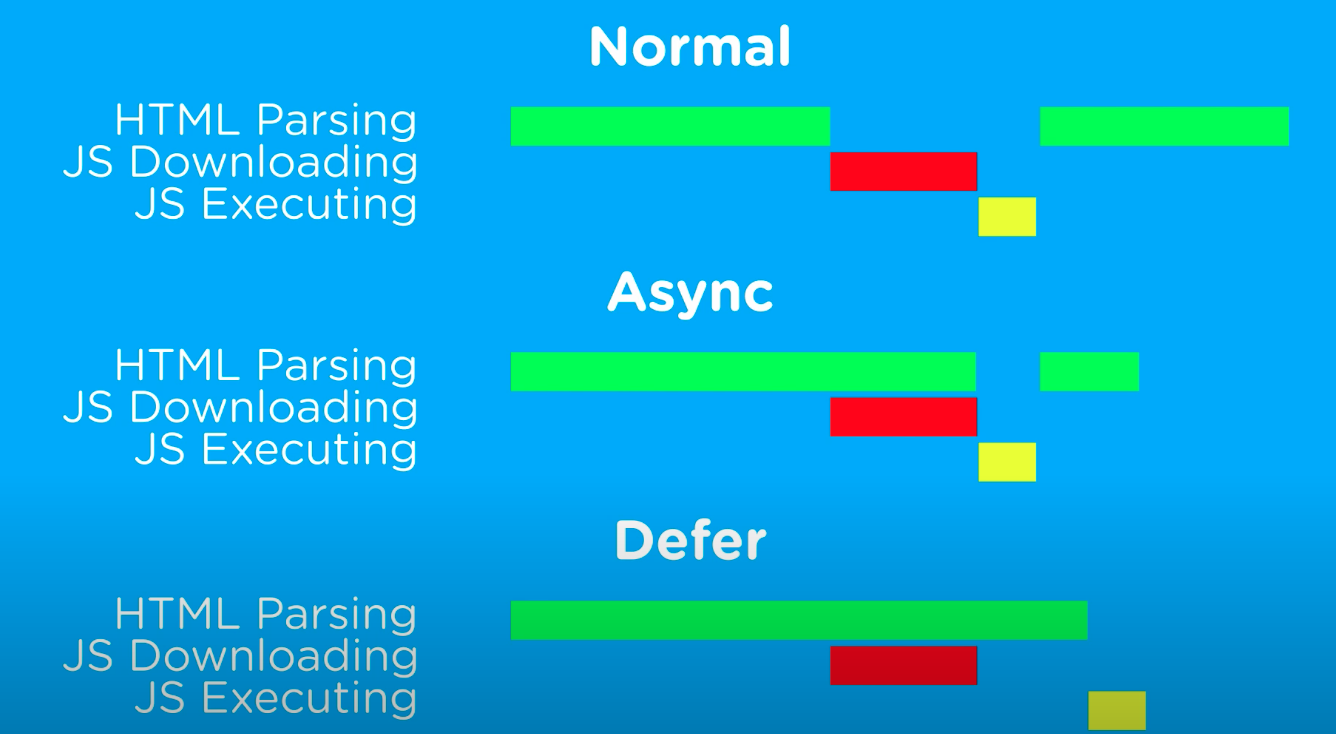 Normal
HTML Parsing
JS Downloading
JS Executing
Async
HTML Parsing
JS Downloading
JS Executing
Defer
HTML Parsing
JS Downloading
JS Executing